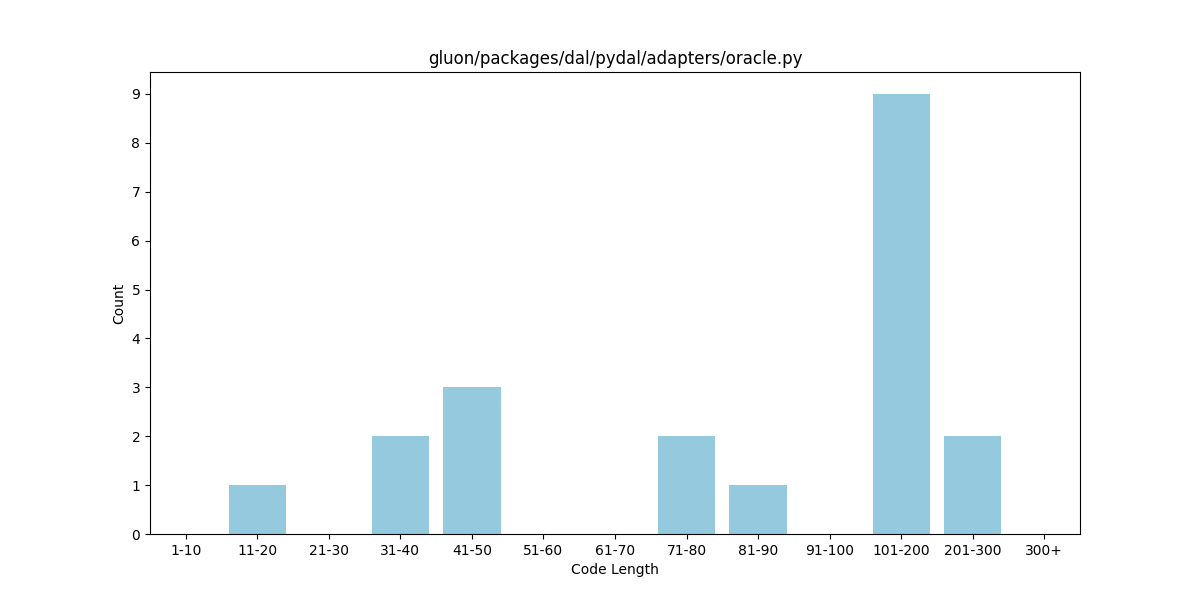 gluon/packages/dal/pydal/adapters/oracle.py
9
8
7
6
5
4
3
2
1
0
Count
1-10 11-20 21-30 31-40 41-50 51-60 61-70 71-80 81-90 91-100 101-200 201-300 300+
Code Length